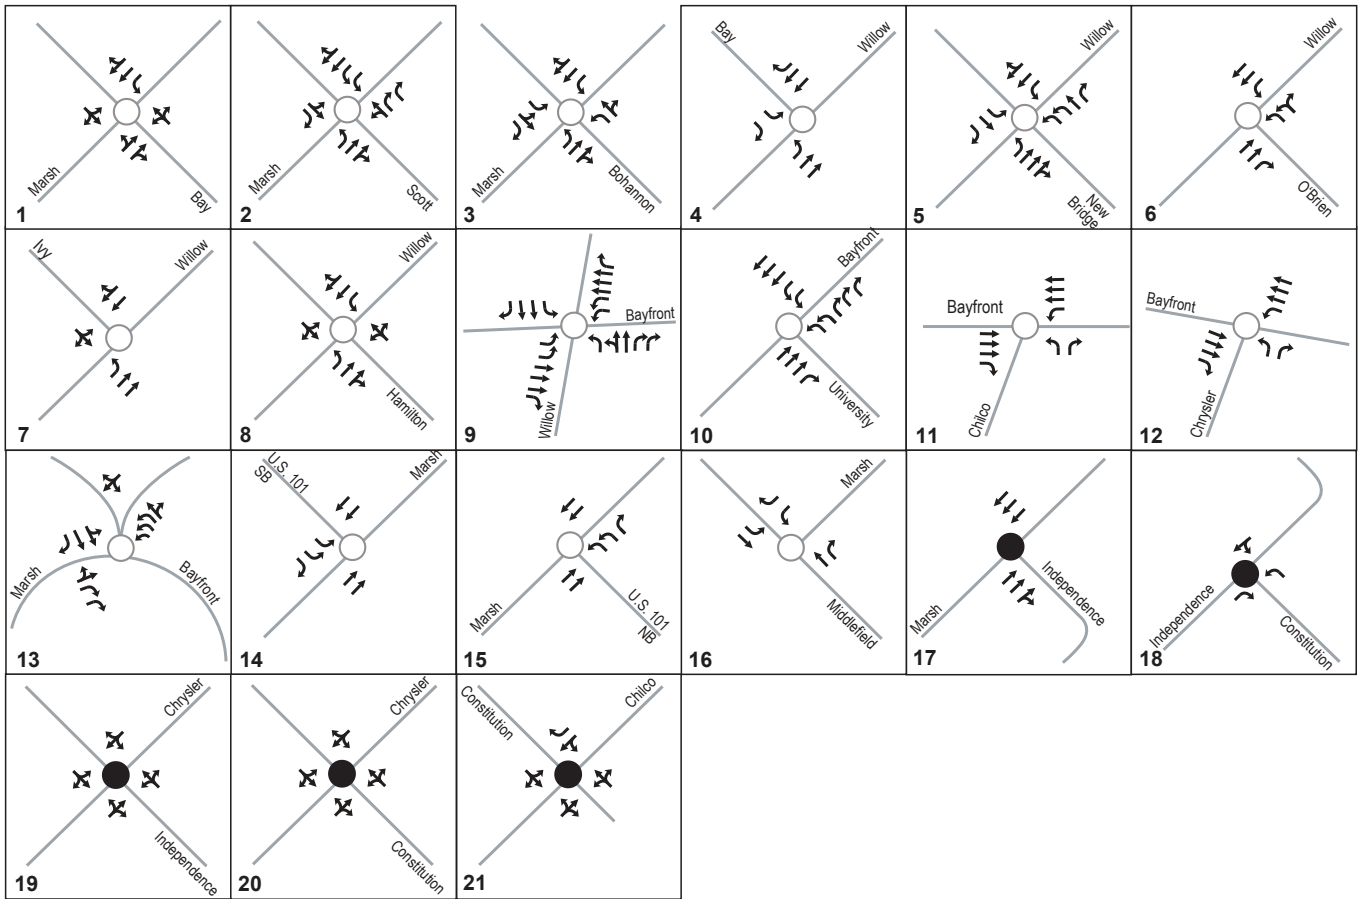 Marsh
Bay
1
Marsh
Scott
2
Marsh
Bohannon
3
Bay
Willow
4
Willow
New
Bridge
5
Willow
O'Brien
6
Ivy
Willow
7
Willow
Hamilton
8
Bayfront
Willow
9
Bayfront
University
10
Bayfront
Chilco
11
Bayfront
Chrysler
12
Marsh
Bayfront
13
U.S. 101
SB
Marsh
14
Marsh
U.S. 101
NB
15
Marsh
Middlefield
16
Marsh
Independence
17
Independence
Constitution
18
Chrysler
Independence
19
Chrysler
Constitution
20
Constitution
Chilco
21